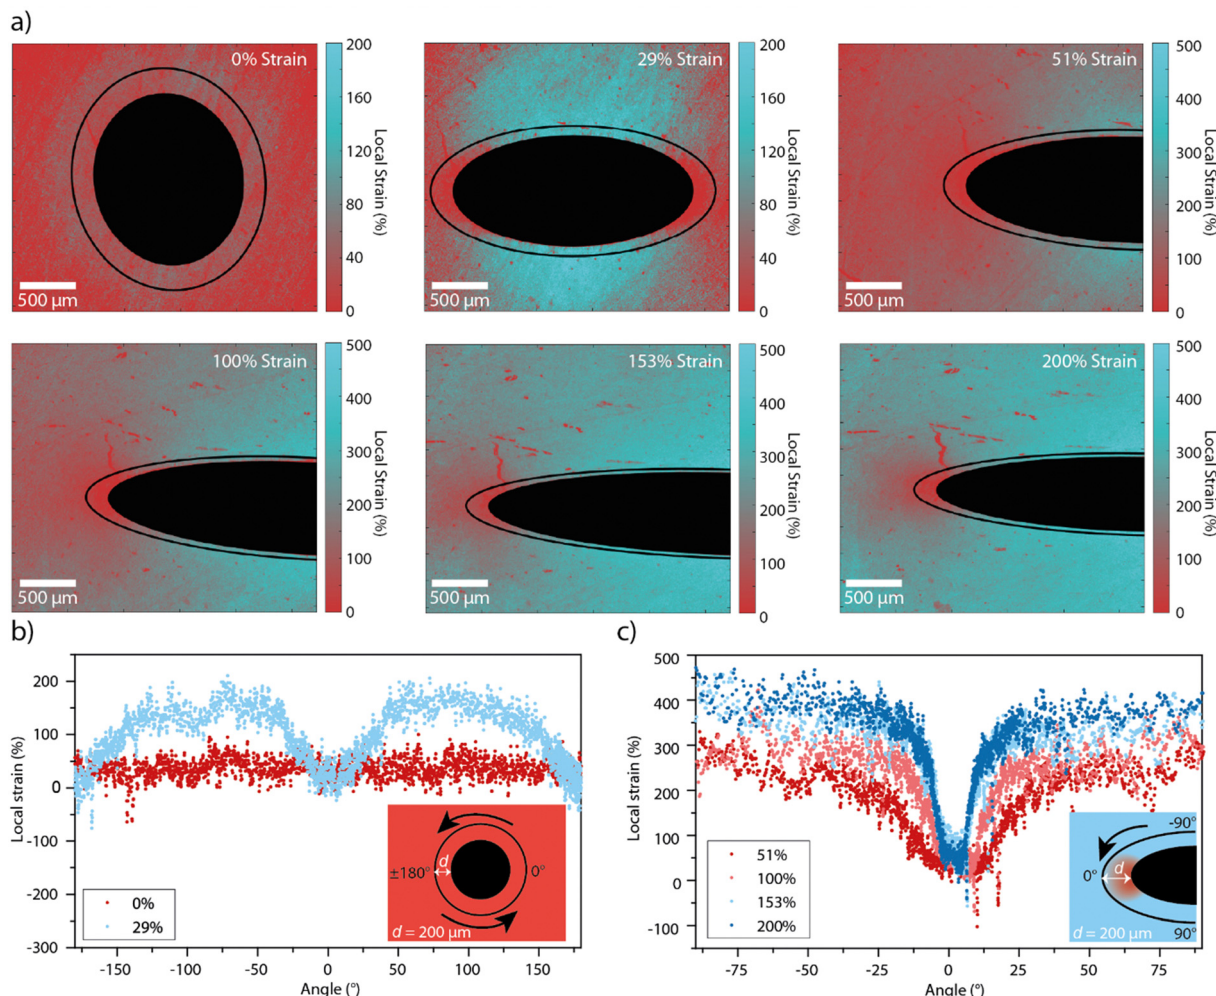 a)
0% Strain
500 μm
200
160
120
80
40
0
Local Strain (%)
29% Strain
500 μm
200
160
120
80
40
0
Local Strain (%)
51% Strain
500 μm
500
400
300
200
100
0
Local Strain (%)
100% Strain
500 μm
500
400
300
200
100
0
Local Strain (%)
153% Strain
500 μm
500
400
300
200
100
0
Local Strain (%)
200% Strain
500 μm
500
400
300
200
100
0
Local Strain (%)
b)
Local strain (%)
200
100
0
-100
-200
-300
0%
29%
±180°
d
0°
d = 200 μm
-150
-100
-50
0
50
100
150
Angle (°)
c)
Local strain (%)
500
400
300
200
100
0
-100
51%
100%
153%
200%
-90°
0°
d
d = 200 μm
90°
-75
-50
-25
0
25
50
75
Angle (°)